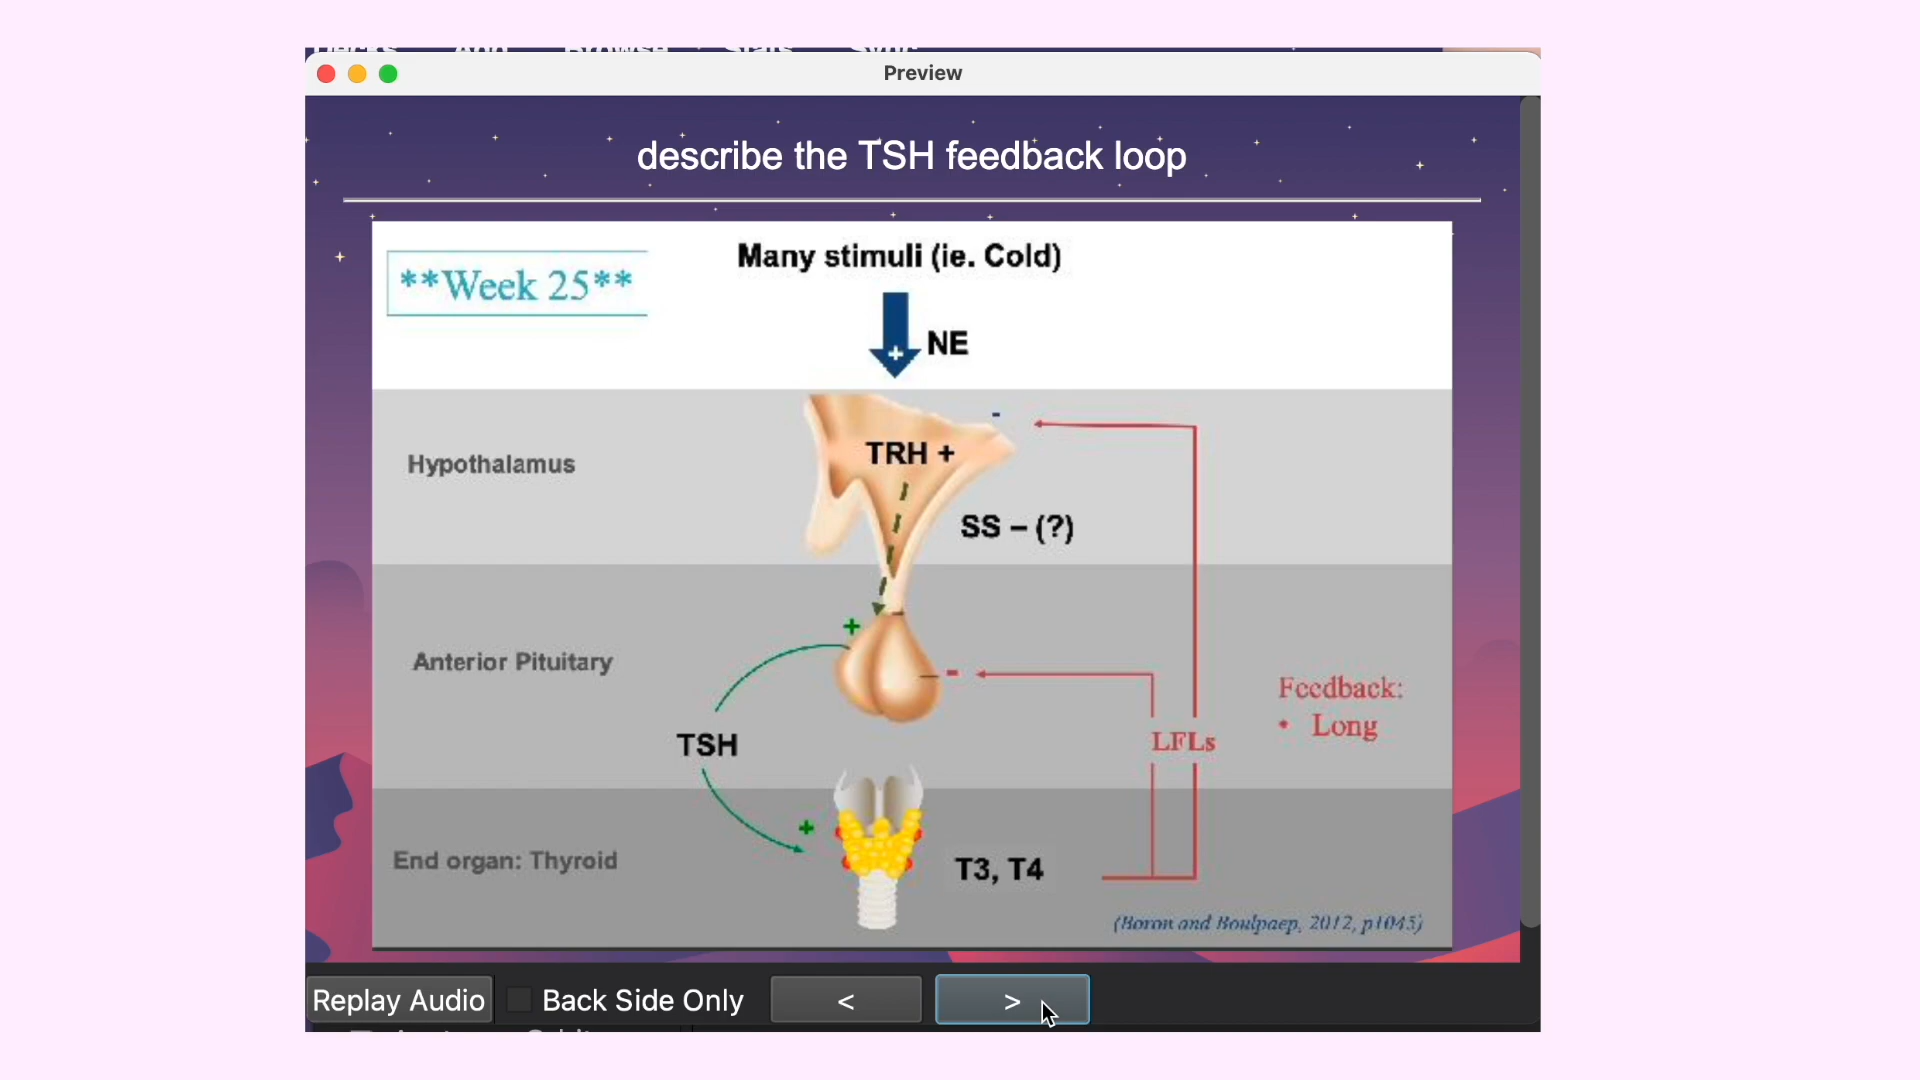 Preview
describe the TSH feedback loop
**Week 25**
Many stimuli (ie. Cold)
+ NE
-
Hypothalamus
TRH +
SS – (?)
+
Anterior Pituitary
-
Feedback:
• Long
TSH
LFLs
+
End organ: Thyroid
T3, T4
(Boron and Boulpaep, 2012, p1045)
Replay Audio
Back Side Only
<
>